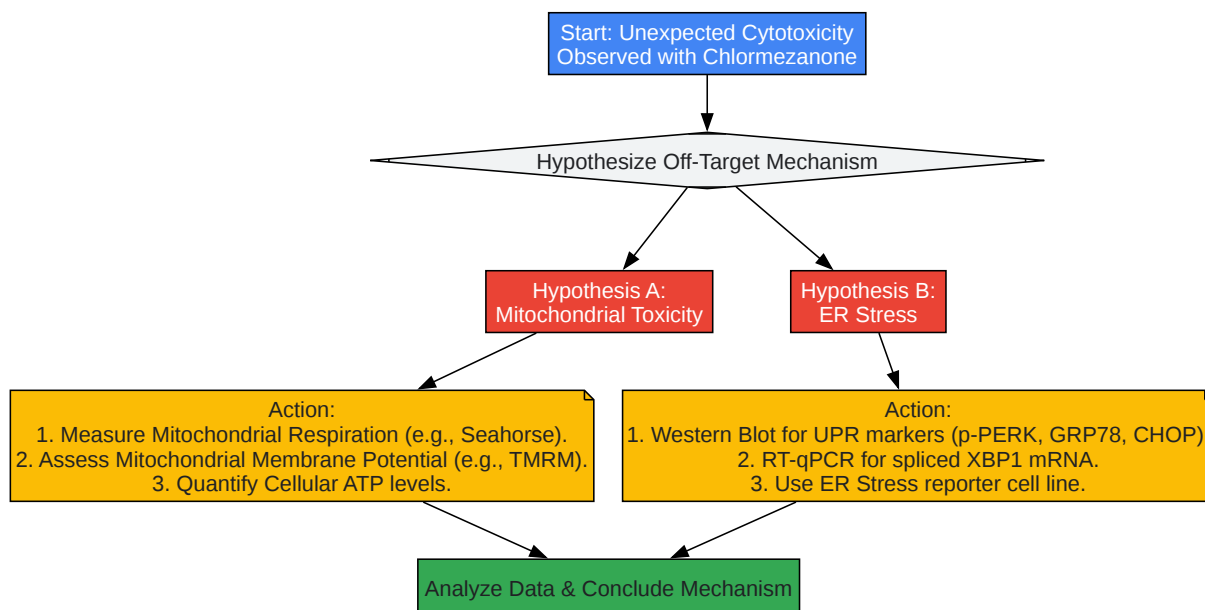 Start: Unexpected Cytotoxicity
Observed with Chlormezanone
Hypothesize Off-Target Mechanism
Hypothesis A:
Mitochondrial Toxicity
Hypothesis B:
ER Stress
Action:
1. Measure Mitochondrial Respiration (e.g., Seahorse).
2. Assess Mitochondrial Membrane Potential (e.g., TMRM).
3. Quantify Cellular ATP levels.
Action:
1. Western Blot for UPR markers (p-PERK, GRP78, CHOP)
2. RT-qPCR for spliced XBP1 mRNA.
3. Use ER Stress reporter cell line.
Analyze Data & Conclude Mechanism